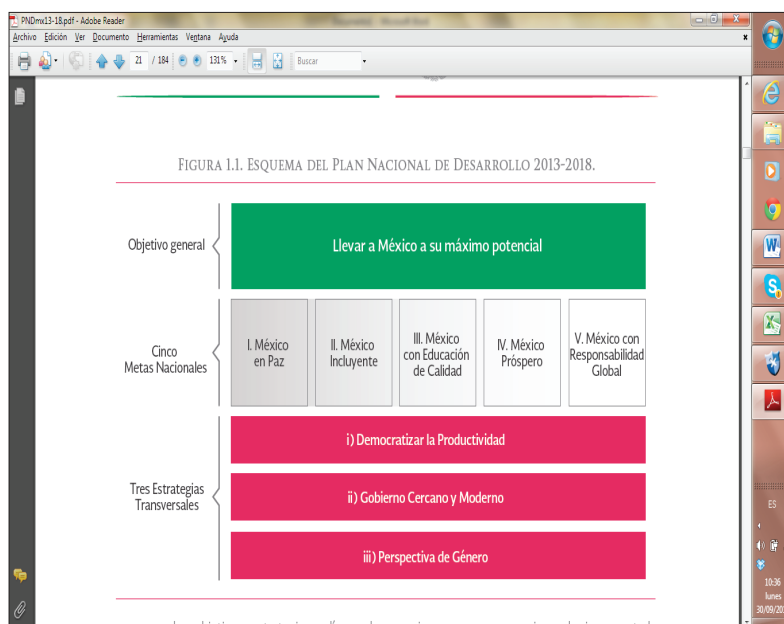 PNDmx13-18.pdf - Adobe Reader
Archivo Edición Ver Documento Herramientas Ventana Ayuda
21 / 184 131% Buscar
FIGURA 1.1. ESQUEMA DEL PLAN NACIONAL DE DESARROLLO 2013-2018.
Objetivo general
Llevar a México a su máximo potencial
Cinco
Metas Nacionales
I. México
en Paz
II. México
Incluyente
III. México
con Educación
de Calidad
IV. México
Próspero
V. México con
Responsabilidad
Global
Tres Estrategias
Transversales
i) Democratizar la Productividad
ii) Gobierno Cercano y Moderno
iii) Perspectiva de Género
ES
10:36
lunes
30/09/20